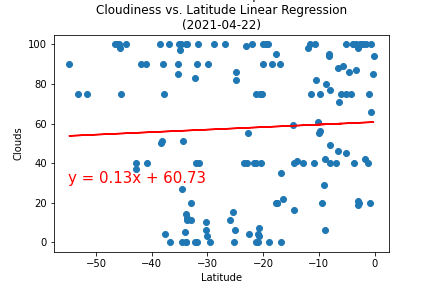 Cloudiness vs. Latitude Linear Regression
(2021-04-22)
100
80
60
40
20
0
Clouds
y = 0.13x + 60.73
−50 −40 −30 −20 −10 0
Latitude